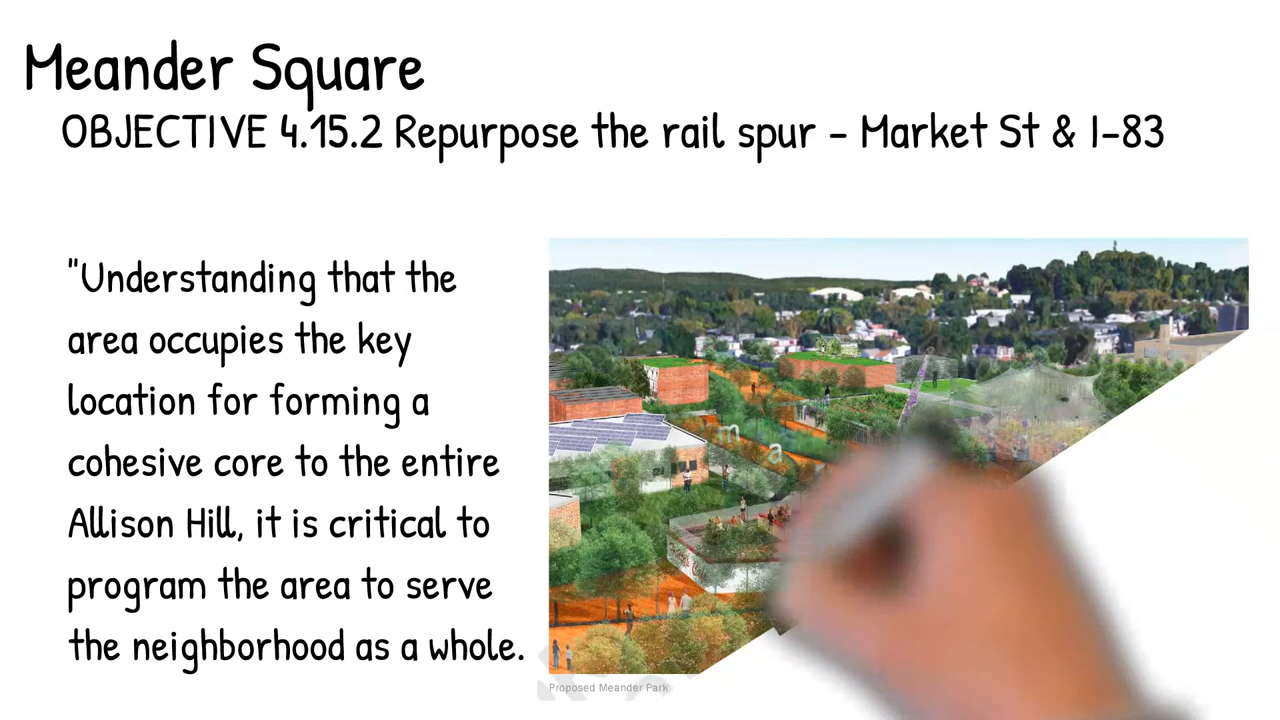 Meander Square
OBJECTIVE 4.15.2 Repurpose the rail spur - Market St & I-83
"Understanding that the
area occupies the key
location for forming a
cohesive core to the entire
Allison Hill, it is critical to
program the area to serve
the neighborhood as a whole.
m a
Proposed Meander Park